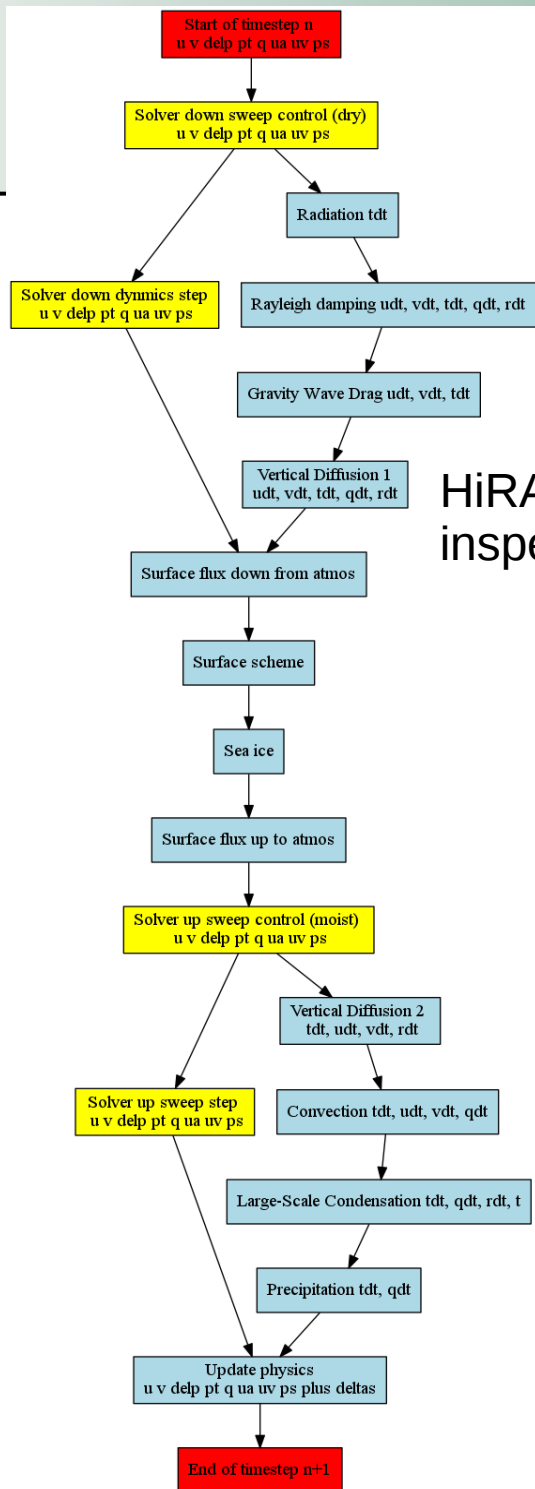 Start of timestep n
u v delp pt q ua uv ps
Solver down sweep control (dry)
u v delp pt q ua uv ps
Radiation tdt
Solver down dynmics step
u v delp pt q ua uv ps
Rayleigh damping udt, vdt, tdt, qdt, rdt
Gravity Wave Drag udt, vdt, tdt
Vertical Diffusion 1
udt, vdt, tdt, qdt, rdt
HiRA
inspe
Surface flux down from atmos
Surface scheme
Sea ice
Surface flux up to atmos
Solver up sweep control (moist)
u v delp pt q ua uv ps
Vertical Diffusion 2
tdt, udt, vdt, rdt
Solver up sweep step
u v delp pt q ua uv ps
Convection tdt, udt, vdt, qdt
Large-Scale Condensation tdt, qdt, rdt, t
Precipitation tdt, qdt
Update physics
u v delp pt q ua uv ps plus deltas
End of timestep n+1